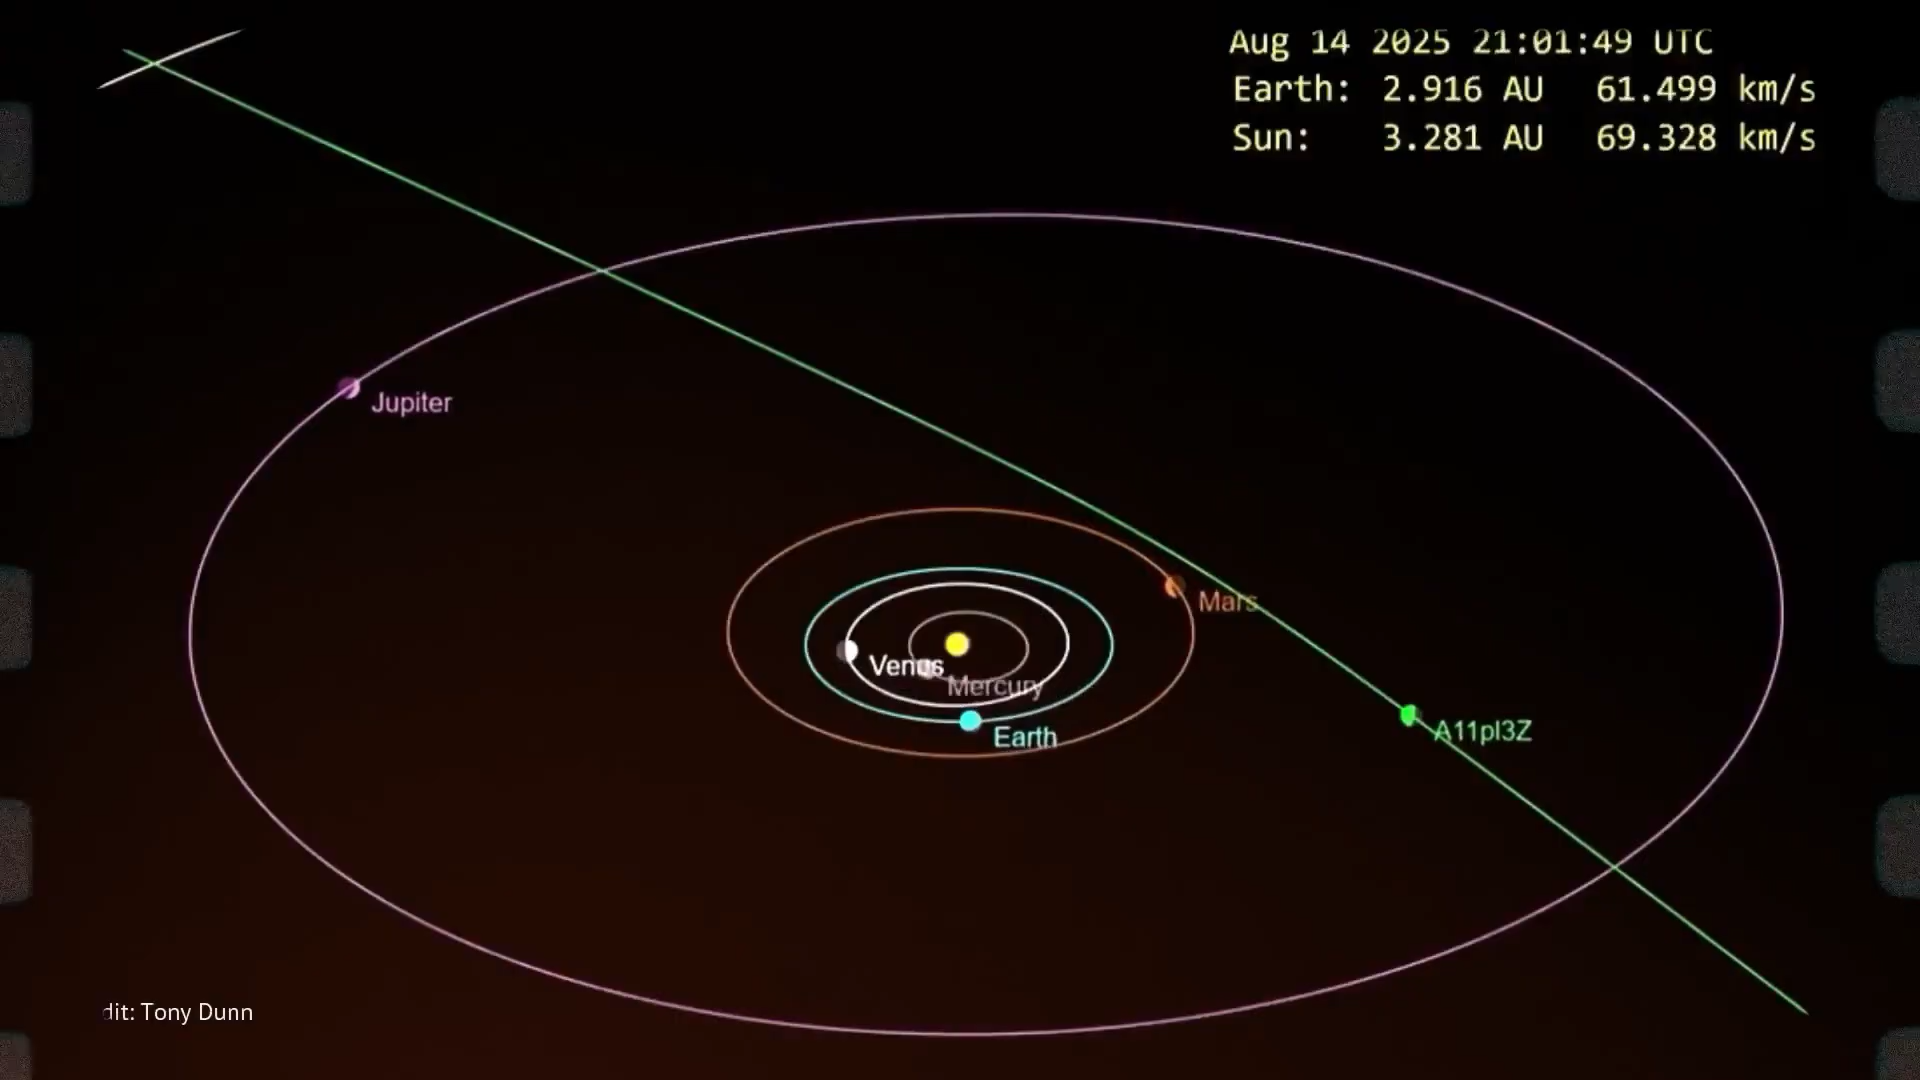 Aug 14 2025 21:01:49 UTC
Earth: 2.916 AU 61.499 km/s
Sun: 3.281 AU 69.328 km/s
Jupiter
Mars
Venus
Mercury
A11pl3Z
Earth
dit: Tony Dunn